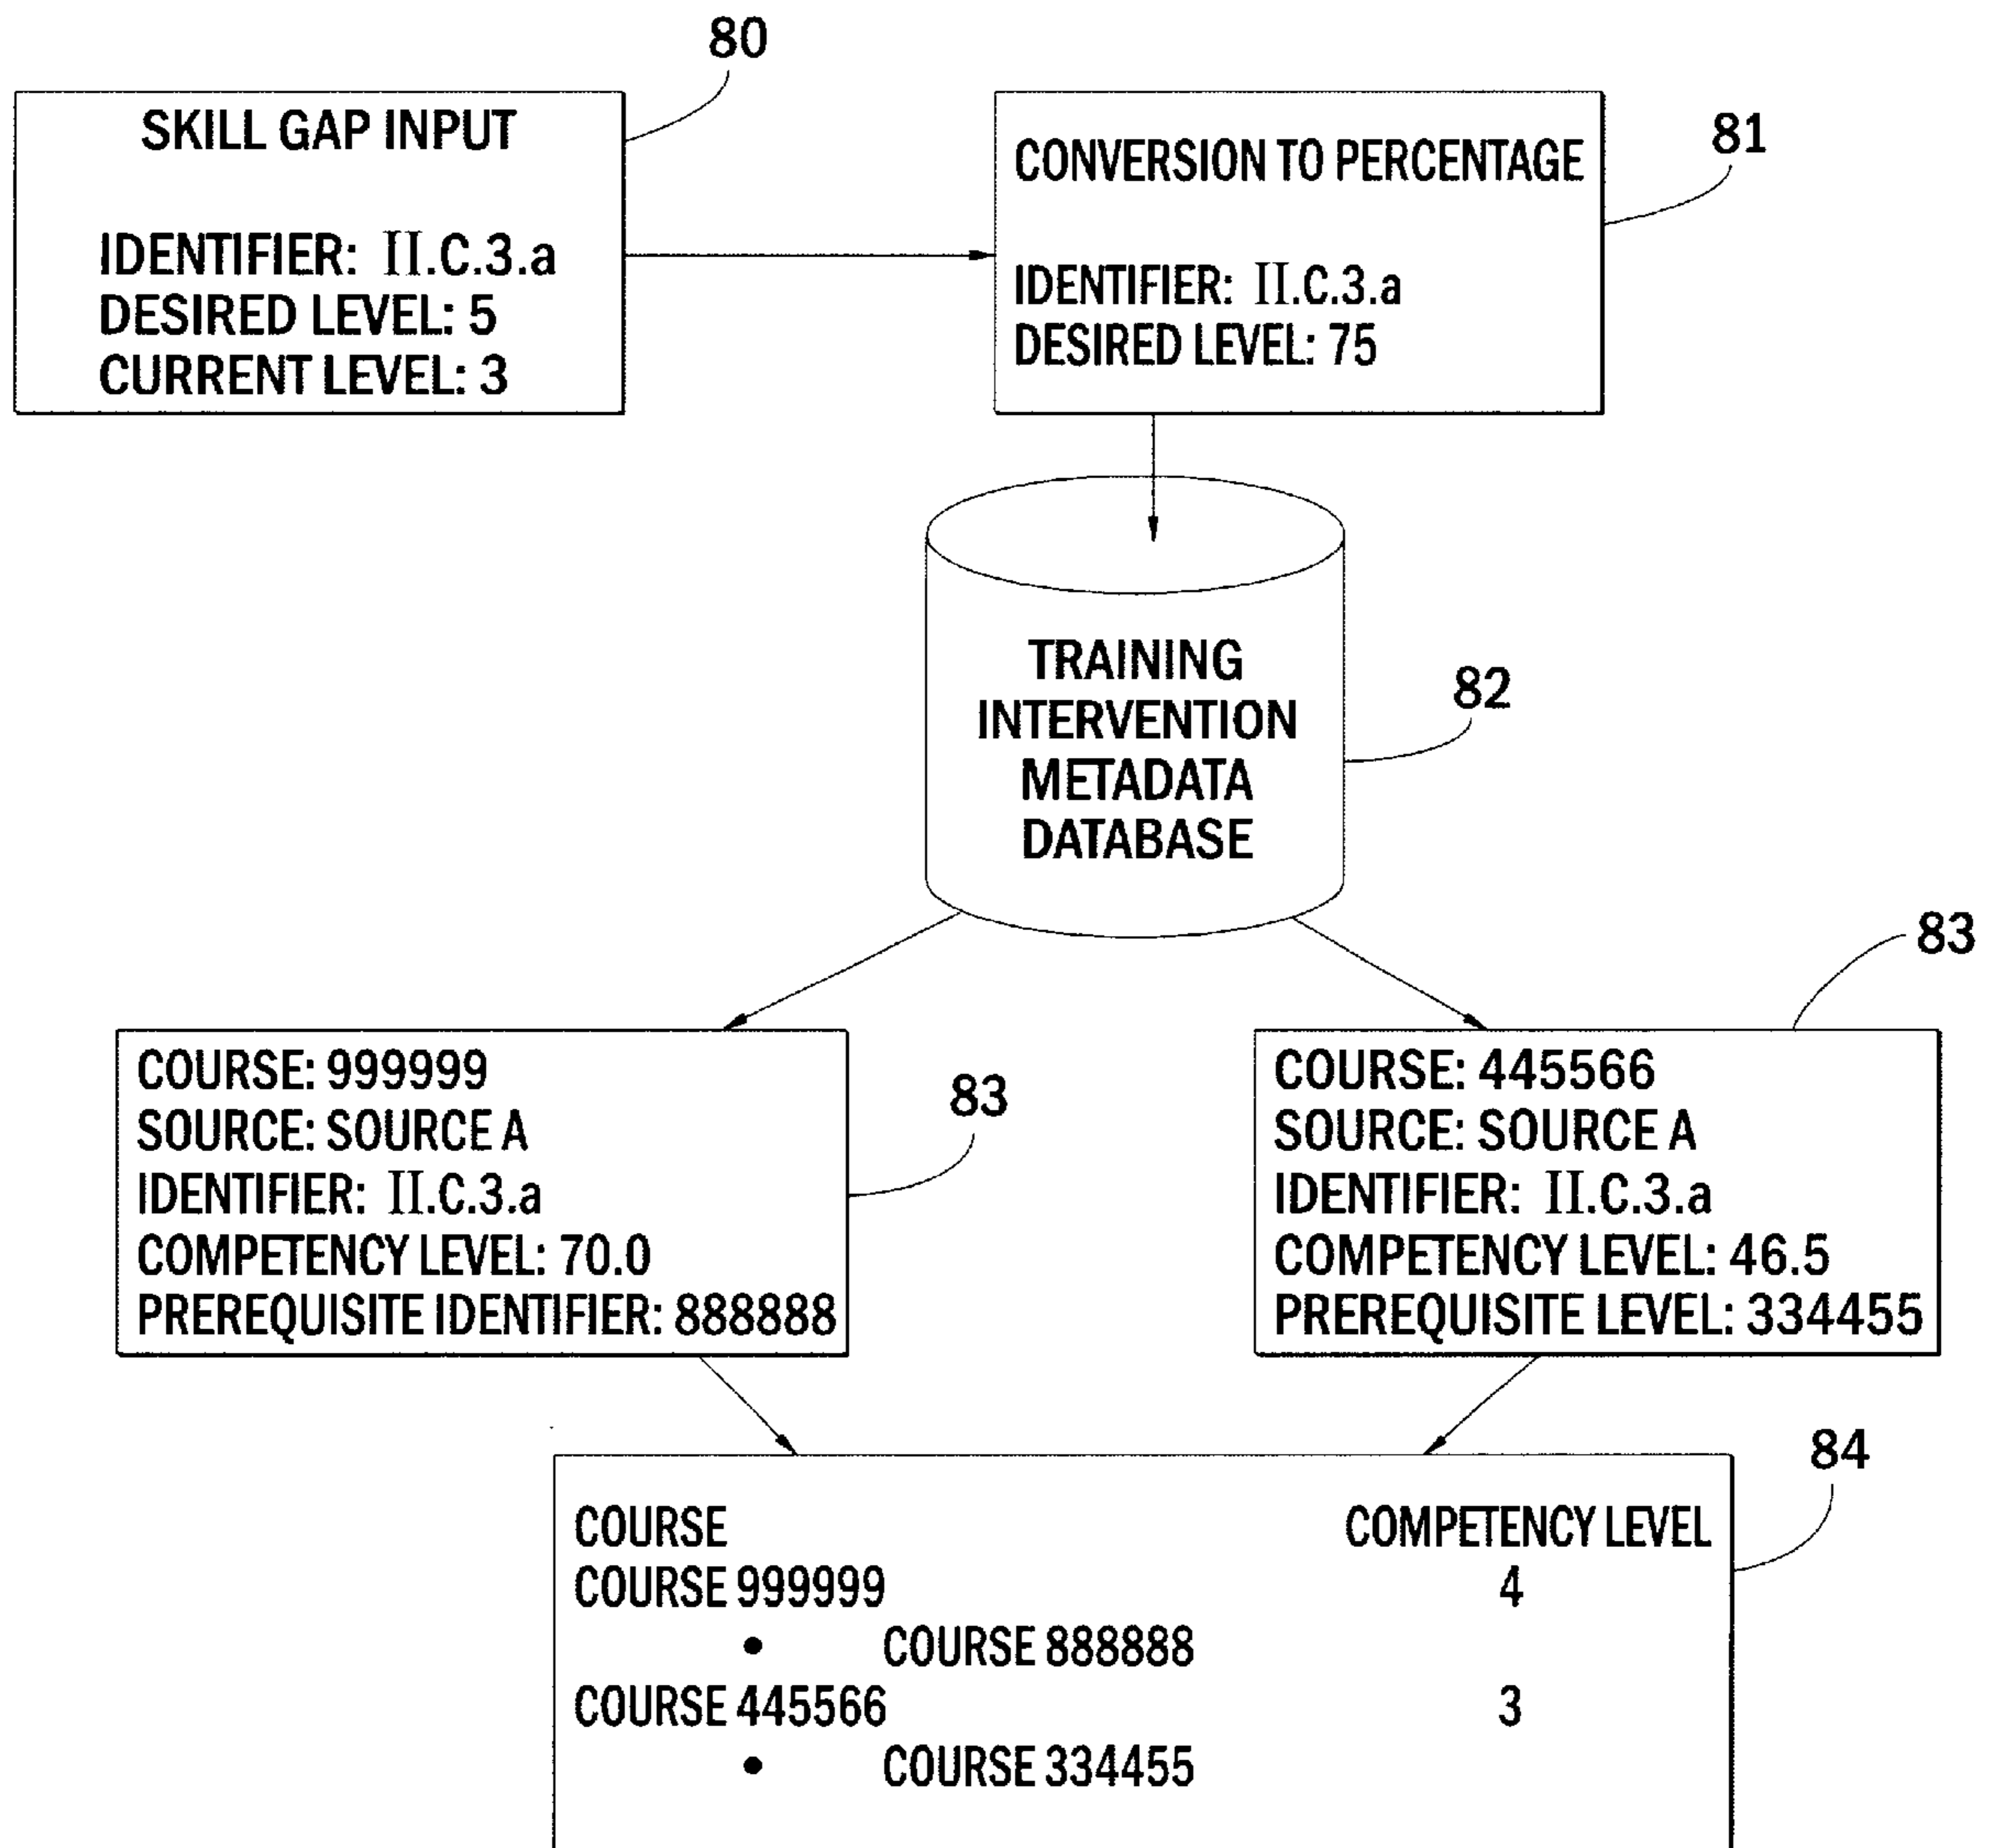 80
SKILL GAP INPUT
IDENTIFIER: II.C.3.a
DESIRED LEVEL: 5
CURRENT LEVEL: 3
81
CONVERSION TO PERCENTAGE
IDENTIFIER: II.C.3.a
DESIRED LEVEL: 75
82
TRAINING
INTERVENTION
METADATA
DATABASE
83
COURSE: 999999
SOURCE: SOURCE A
IDENTIFIER: II.C.3.a
COMPETENCY LEVEL: 70.0
PREREQUISITE IDENTIFIER: 888888
83
COURSE: 445566
SOURCE: SOURCE A
IDENTIFIER: II.C.3.a
COMPETENCY LEVEL: 46.5
PREREQUISITE LEVEL: 334455
84
COURSE COMPETENCY LEVEL
COURSE 999999 4
• COURSE 888888
COURSE 445566 3
• COURSE 334455